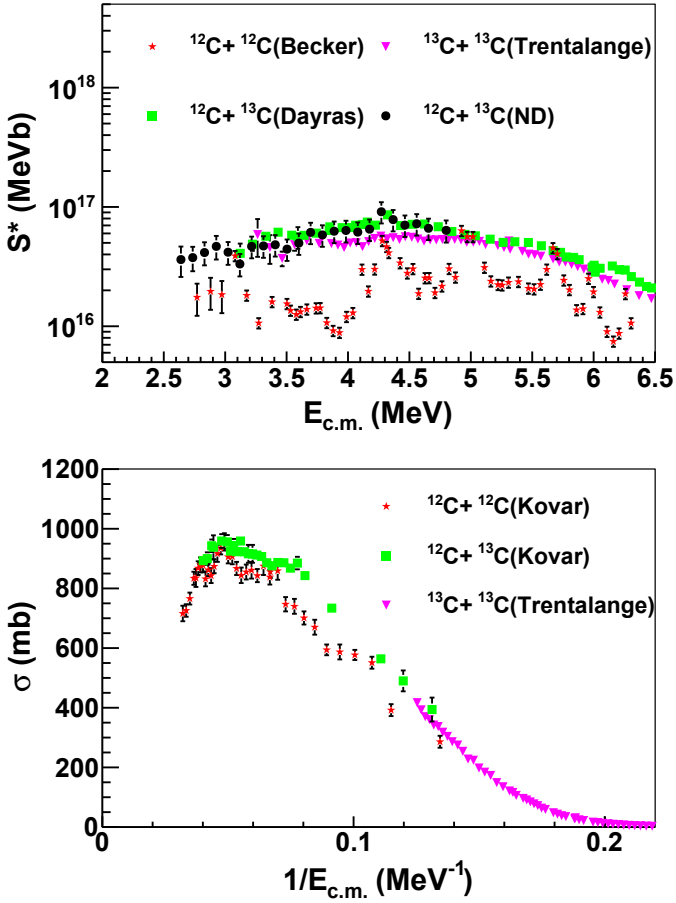 ¹²C+ ¹²C(Becker) ¹³C+ ¹³C(Trentalange)
¹²C+ ¹³C(Dayras) ¹²C+ ¹³C(ND)
S* (MeVb)
10¹⁸
10¹⁷
10¹⁶
2 2.5 3 3.5 4 4.5 5 5.5 6 6.5
E_c.m. (MeV)
¹²C+ ¹²C(Kovar)
¹²C+ ¹³C(Kovar)
¹³C+ ¹³C(Trentalange)
σ (mb)
1200
1000
800
600
400
200
0
0 0.1 0.2
1/E_c.m. (MeV⁻¹)